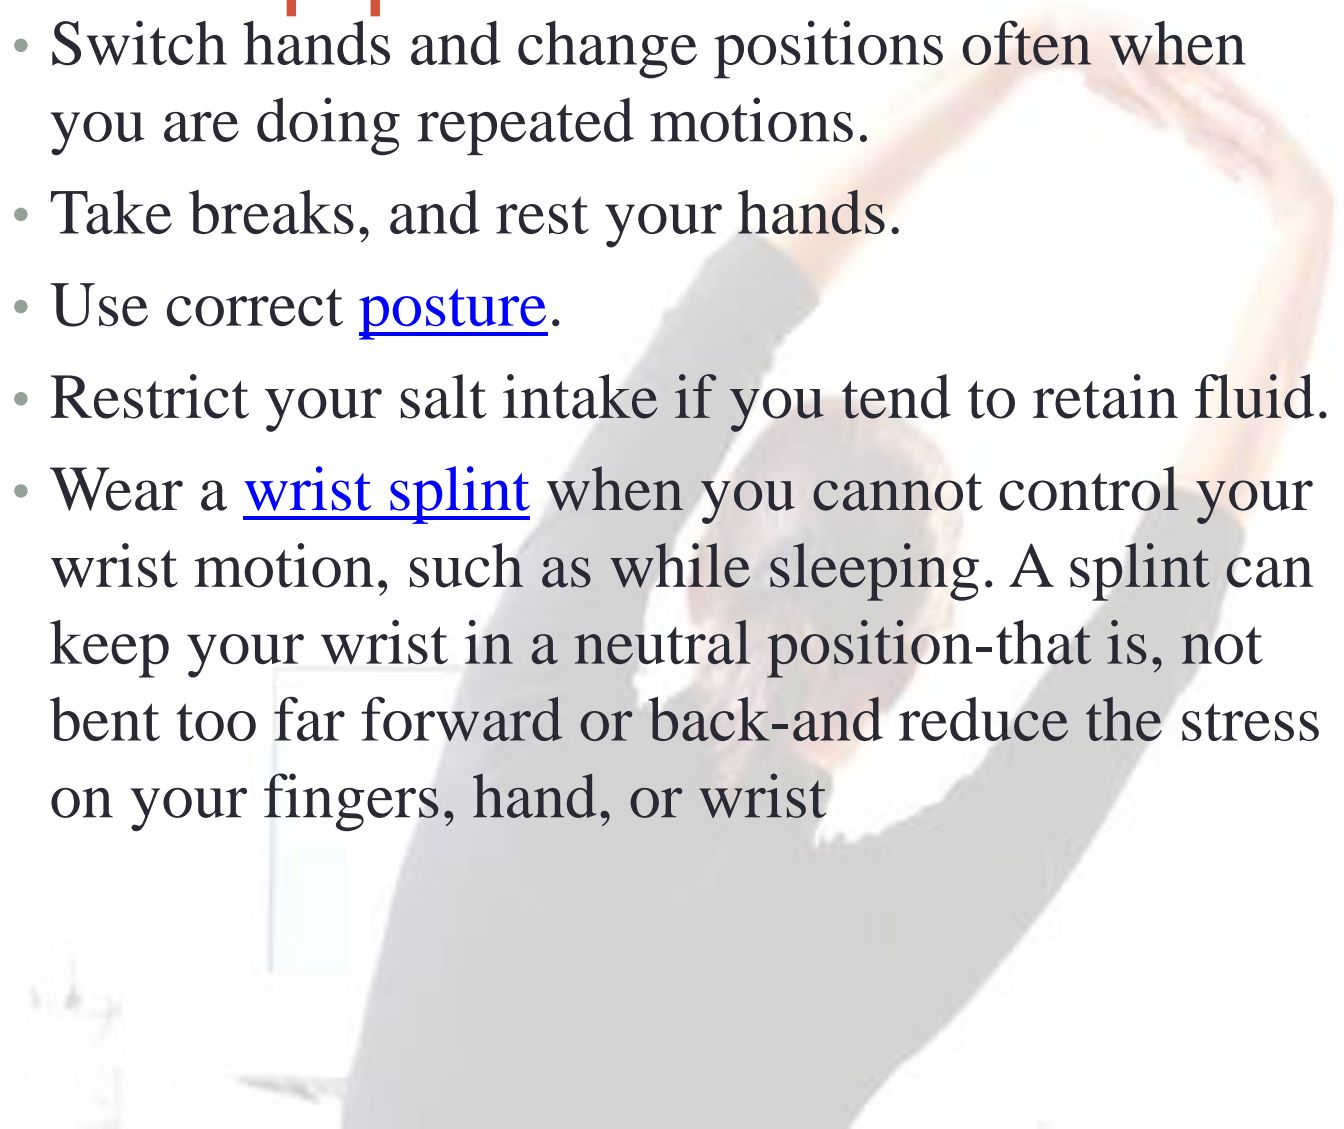 • Switch hands and change positions often when
you are doing repeated motions.
• Take breaks, and rest your hands.
• Use correct posture.
• Restrict your salt intake if you tend to retain fluid.
• Wear a wrist splint when you cannot control your
wrist motion, such as while sleeping. A splint can
keep your wrist in a neutral position-that is, not
bent too far forward or back-and reduce the stress
on your fingers, hand, or wrist